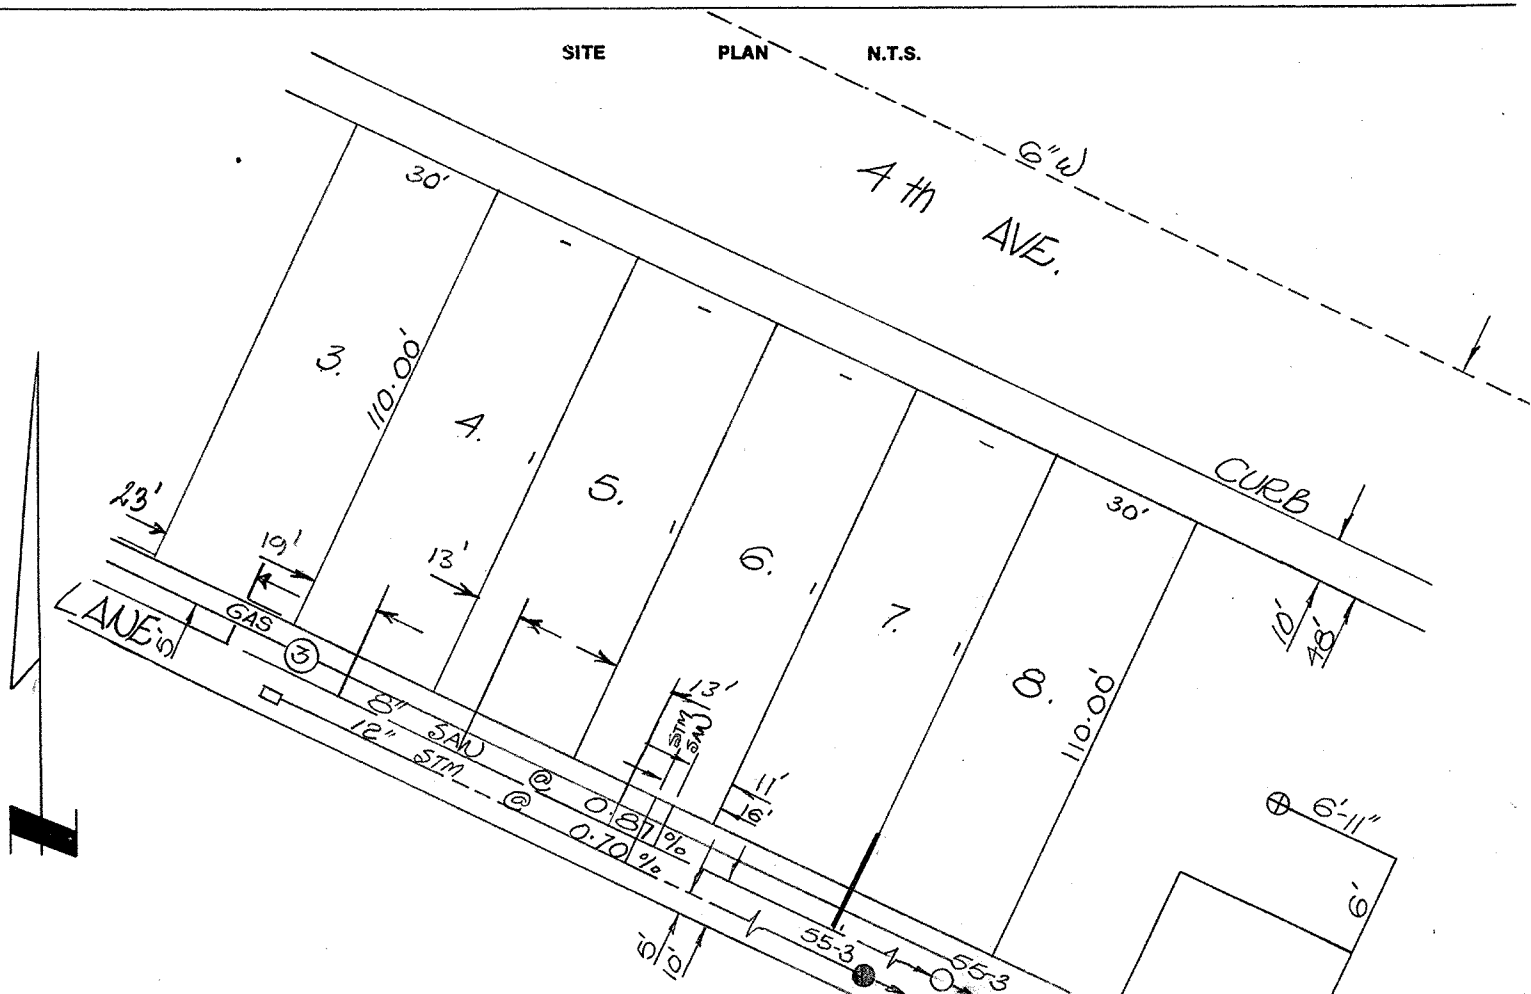 SITE PLAN N.T.S.
6"W
4th AVE.
30'
3.
110.00'
4.
5.
6.
7.
8.
30'
110.00'
CURB
10'
48'
23'
19'
13'
GAS
LANE
5'
3
8" SAN @ 0.87%
12" STM @ 0.70%
13'
STM
SAN
11'
16'
10'
55-3
55-3
6'-11"
6'